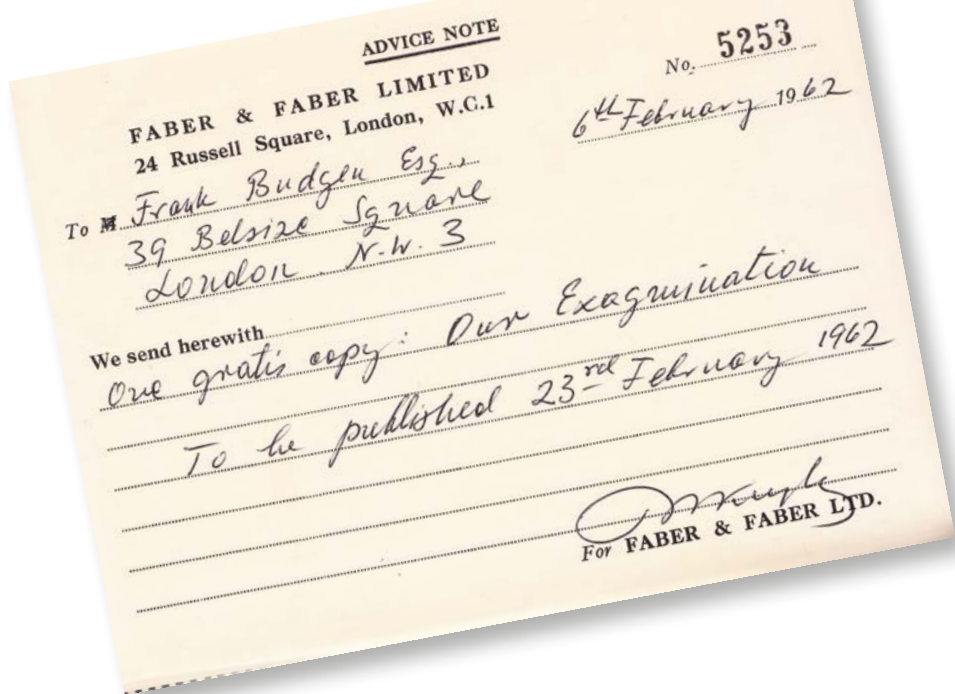 ADVICE NOTE
FABER & FABER LIMITED
24 Russell Square, London, W.C.1
No. 5253
6th February 1962
To M Frank Budgen Esq.,
39 Belsize Square
London N.W. 3
We send herewith
One gratis copy: Our Exagmination
To be published 23rd February 1962
For FABER & FABER LTD.